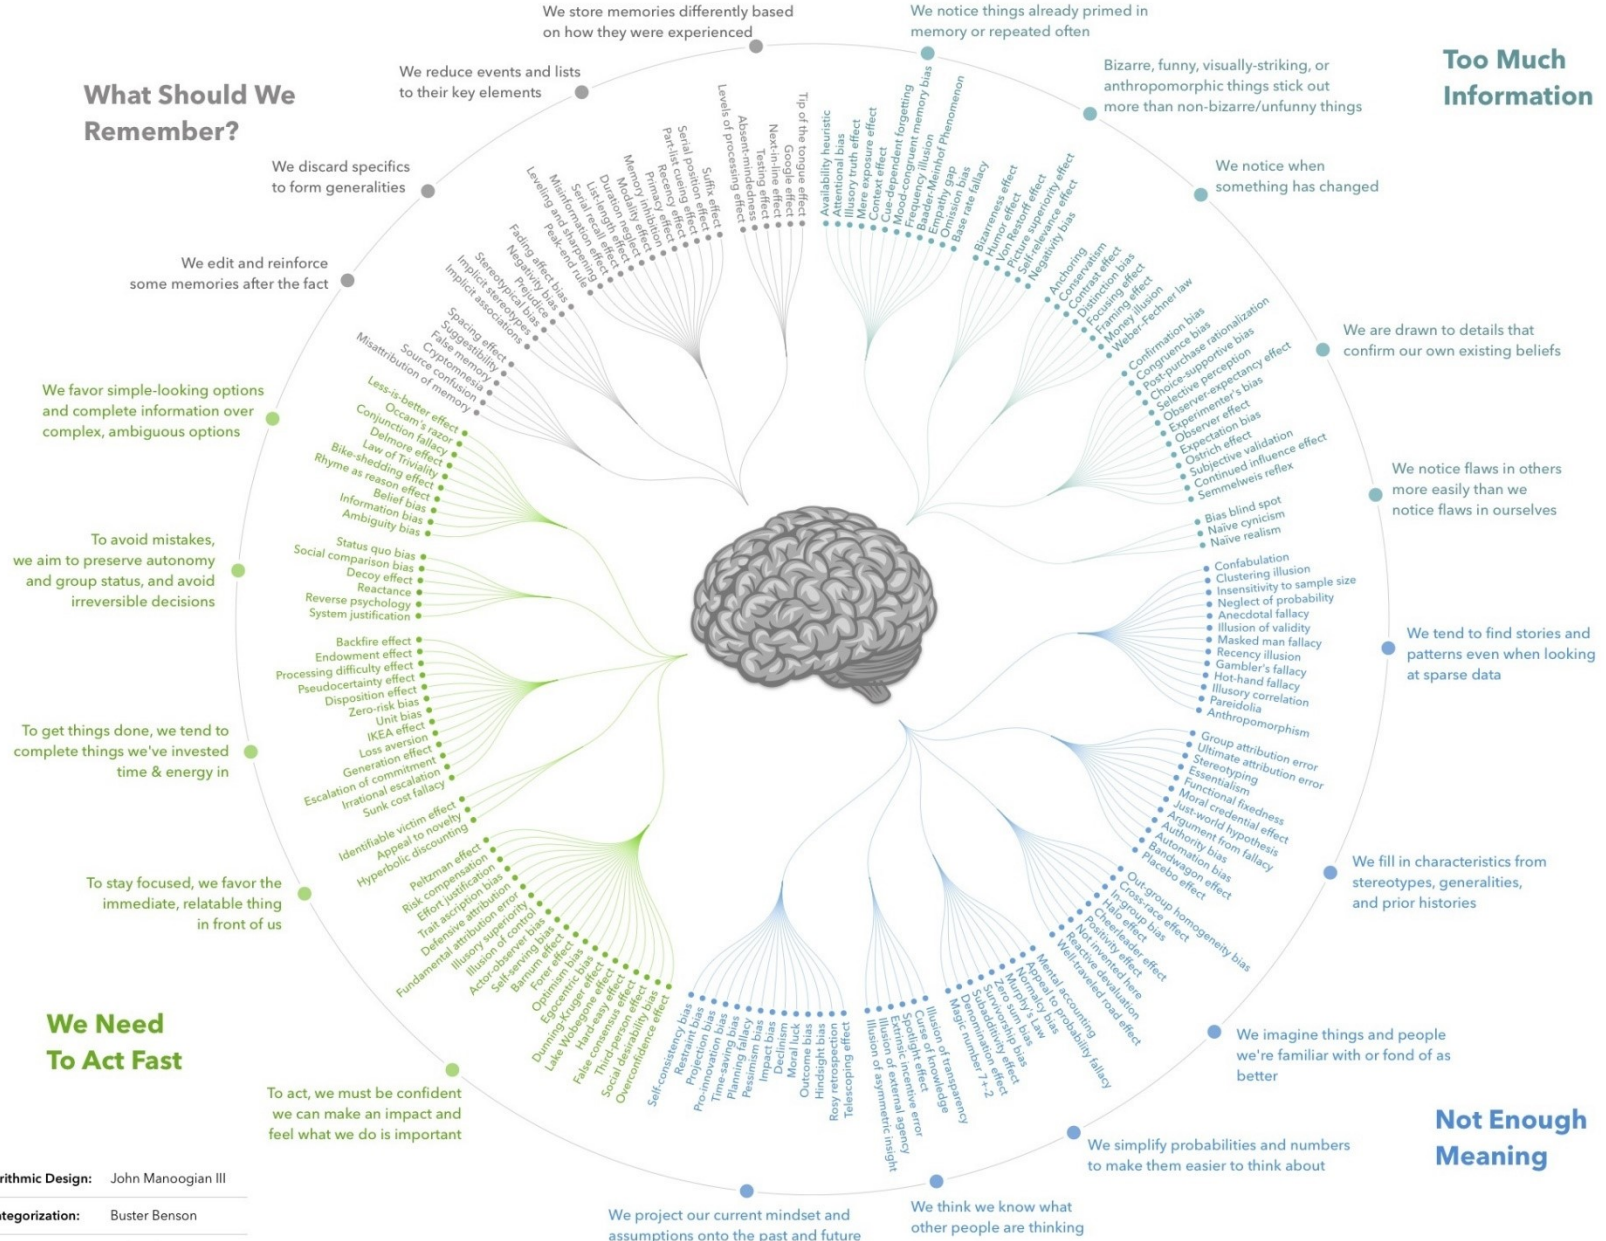 We store memories differently based
on how they were experienced
We notice things already primed in
memory or repeated often
We reduce events and lists
to their key elements
Bizarre, funny, visually-striking, or
anthropomorphic things stick out
more than non-bizarre/unfunny things
What Should We
Remember?
Too Much
Information
We discard specifics
to form generalities
We notice when
something has changed
We edit and reinforce
some memories after the fact
We are drawn to details that
confirm our own existing beliefs
We favor simple-looking options
and complete information over
complex, ambiguous options
We notice flaws in others
more easily than we
notice flaws in ourselves
To avoid mistakes,
we aim to preserve autonomy
and group status, and avoid
irreversible decisions
We tend to find stories and
patterns even when looking
at sparse data
To get things done, we tend to
complete things we've invested
time & energy in
We fill in characteristics from
stereotypes, generalities,
and prior histories
To stay focused, we favor the
immediate, relatable thing
in front of us
We imagine things and people
we're familiar with or fond of as
better
We Need
To Act Fast
Not Enough
Meaning
To act, we must be confident
we can make an impact and
feel what we do is important
We simplify probabilities and numbers
to make them easier to think about
We project our current mindset and
assumptions onto the past and future
We think we know what
other people are thinking
Availability heuristic
Attentional bias
Illusory truth effect
Mere exposure effect
Context effect
Cue-dependent forgetting
Mood-congruent memory bias
Frequency illusion
Baader-Meinhof Phenomenon
Empathy gap
Omission bias
Base rate fallacy
Bizarreness effect
Humor effect
Von Restorff effect
Picture superiority effect
Self-relevance effect
Negativity bias
Anchoring
Conservatism
Contrast effect
Distinction bias
Focusing effect
Framing effect
Money illusion
Weber-Fechner law
Confirmation bias
Congruence bias
Post-purchase rationalization
Choice-supportive bias
Selective perception
Observer-expectancy effect
Experimenter's bias
Observer effect
Expectation bias
Ostrich effect
Subjective validation
Continued influence effect
Semmelweis reflex
Bias blind spot
Naïve cynicism
Naïve realism
Confabulation
Clustering illusion
Insensitivity to sample size
Neglect of probability
Anecdotal fallacy
Illusion of validity
Masked man fallacy
Recency illusion
Gambler's fallacy
Hot-hand fallacy
Illusory correlation
Pareidolia
Anthropomorphism
Group attribution error
Ultimate attribution error
Stereotyping
Essentialism
Functional fixedness
Moral credential effect
Just-world hypothesis
Argument from fallacy
Authority bias
Automation bias
Bandwagon effect
Placebo effect
Out-group homogeneity bias
Cross-race effect
In-group bias
Halo effect
Cheerleader effect
Positivity effect
Not invented here
Reactive devaluation
Well-traveled road effect
Mental accounting
Appeal to probability fallacy
Normalcy bias
Murphy's Law
Zero sum bias
Survivorship bias
Subadditivity effect
Denomination effect
Magic number 7+-2
Illusion of transparency
Curse of knowledge
Spotlight effect
Extrinsic incentive error
Illusion of external agency
Illusion of asymmetric insight
Telescoping effect
Rosy retrospection
Hindsight bias
Outcome bias
Moral luck
Declinism
Impact bias
Pessimism bias
Planning fallacy
Time-saving bias
Pro-innovation bias
Projection bias
Restraint bias
Self-consistency bias
Overconfidence effect
Social desirability bias
Third-person effect
False consensus effect
Hard-easy effect
Lake Wobegone effect
Dunning-Kruger effect
Egocentric bias
Optimism bias
Forer effect
Barnum effect
Self-serving bias
Actor-observer bias
Illusion of control
Illusory superiority
Fundamental attribution error
Defensive attribution
Trait ascription bias
Effort justification
Risk compensation
Peltzman effect
Hyperbolic discounting
Appeal to novelty
Identifiable victim effect
Sunk cost fallacy
Irrational escalation
Escalation of commitment
Generation effect
Loss aversion
IKEA effect
Unit bias
Zero-risk bias
Disposition effect
Pseudocertainty effect
Processing difficulty effect
Endowment effect
Backfire effect
System justification
Reverse psychology
Reactance
Decoy effect
Social comparison bias
Status quo bias
Ambiguity bias
Information bias
Belief bias
Rhyme as reason effect
Bike-shedding effect
Law of Triviality
Delmore effect
Conjunction fallacy
Occam's razor
Less-is-better effect
Misattribution of memory
Source confusion
Cryptomnesia
False memory
Suggestibility
Spacing effect
Implicit associations
Implicit stereotypes
Stereotypical bias
Prejudice
Negativity bias
Fading affect bias
Peak-end rule
Leveling and sharpening
Misinformation effect
Serial recall effect
List-length effect
Duration neglect
Modality effect
Memory inhibition
Primacy effect
Recency effect
Part-list cueing effect
Serial position effect
Suffix effect
Levels of processing effect
Absent-mindedness
Testing effect
Next-in-line effect
Google effect
Tip of the tongue effect
rithmic Design: John Manoogian III
tegorization: Buster Benson